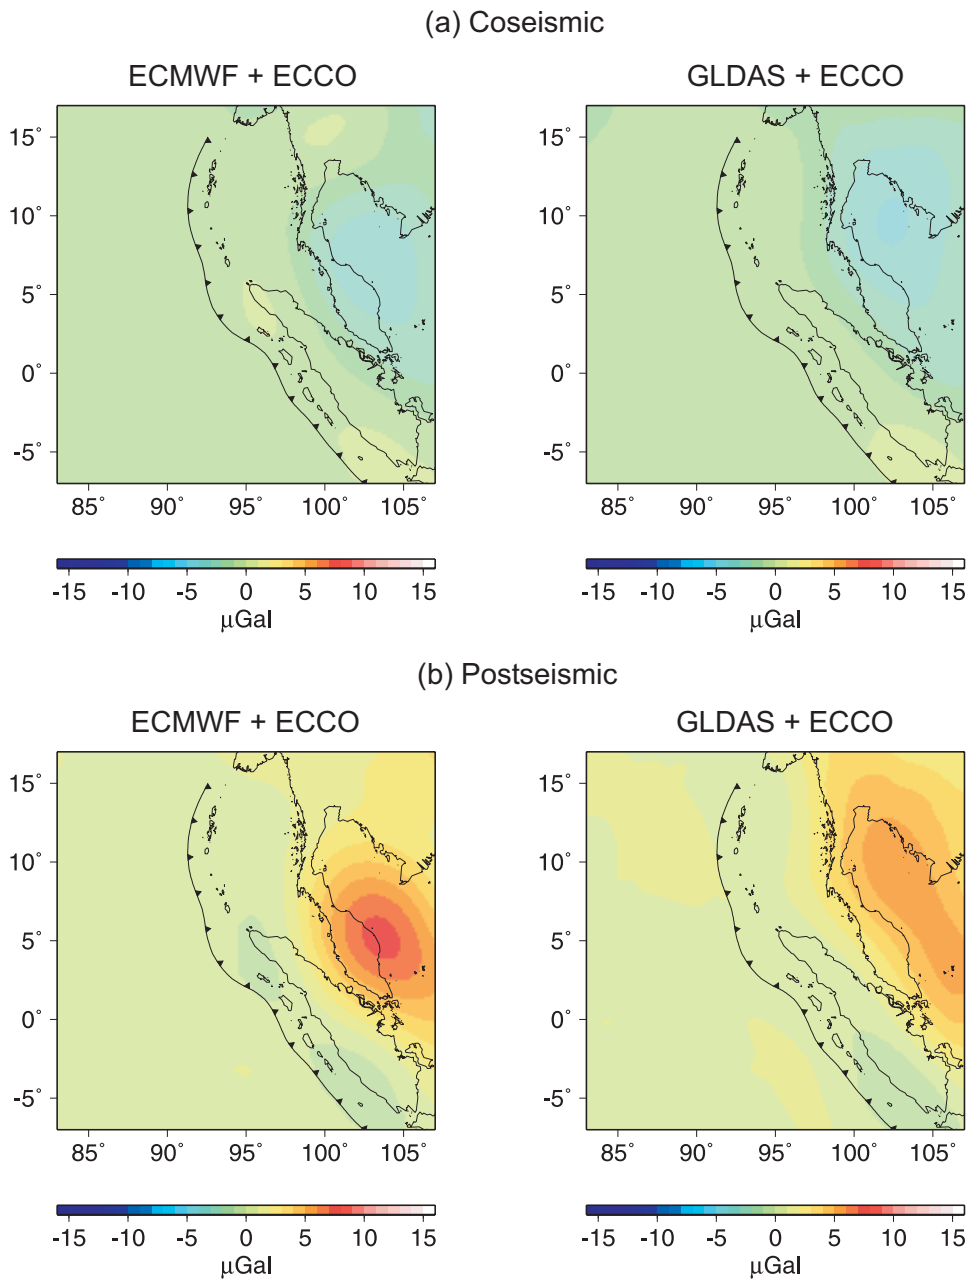 (a) Coseismic
ECMWF + ECCO GLDAS + ECCO
15° 15°
10° 10°
5° 5°
0° 0°
-5° -5°
85° 90° 95° 100° 105° 85° 90° 95° 100° 105°
-15 -10 -5 0 5 10 15 -15 -10 -5 0 5 10 15
μGal μGal
(b) Postseismic
ECMWF + ECCO GLDAS + ECCO
15° 15°
10° 10°
5° 5°
0° 0°
-5° -5°
85° 90° 95° 100° 105° 85° 90° 95° 100° 105°
-15 -10 -5 0 5 10 15 -15 -10 -5 0 5 10 15
μGal μGal